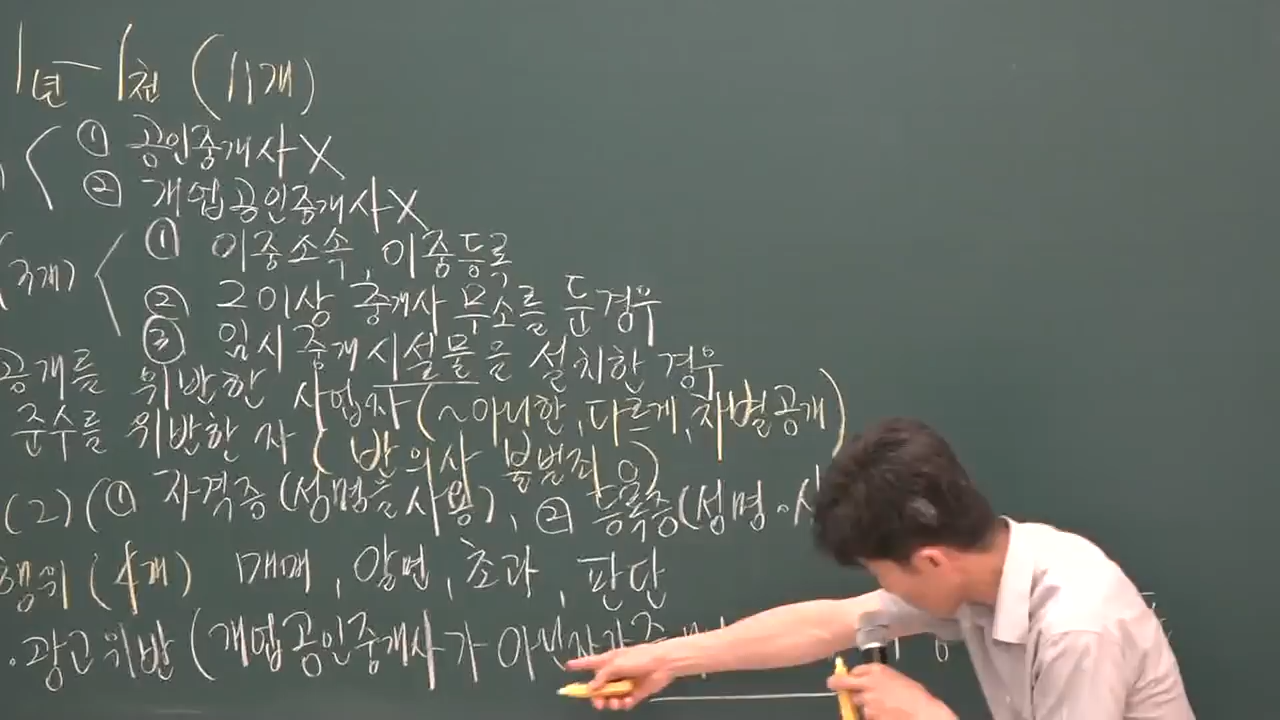 1년-1천 (11개)
① 공인중개사X
② 개업공인중개사X
① 이중소속, 이중등록
(3개)
② 2이상 중개사무소를 둔경우
③ 임시 중개시설물을 설치한 경우
공개를 위반한 사업자 (~아니한, 다르게, 차별공개)
준수를 위반한 자 ( 반의사 불벌죄 O)
(2) (① 자격증 (성명을 사용), ② 등록증(성명·
행위 (4개) 매매, 알면, 초과, 판단
·광고위반 (개업공인중개사가 아닌자가